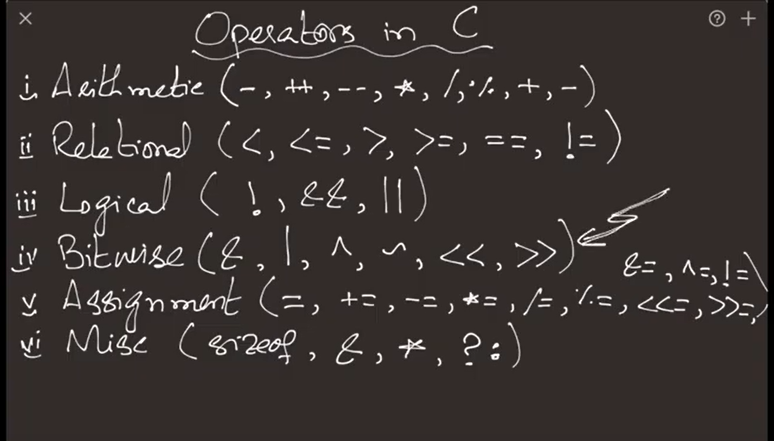 Operators in C
i. Arithmetic (-, ++, --, *, /, %, +, -)
ii Relational (<, <=, >, >=, ==, !=)
iii Logical (!, &&, ||)
iv Bitwise (&, |, ^, ~, <<, >>)
&=, ^=, !=)
v Assignment (=, +=, -=, *=, /=, %=, <<=, >>=,
vi Misc (sizeof, &, *, ?:)